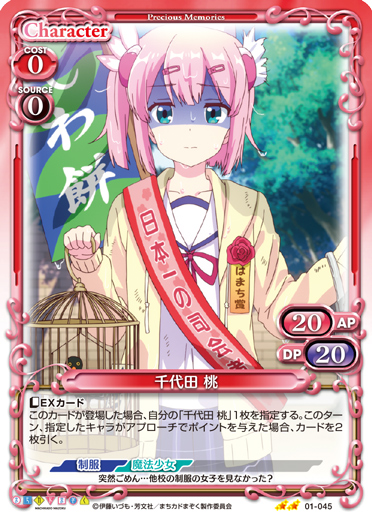 Precious Memories
Character
COST
0
SOURCE
0
わ餅
日本一の
はまち賞
20 AP
DP 20
千代田 桃
EXカード
このカードが登場した場合、自分の「千代田 桃」1枚を指定する。このターン、指定したキャラがアプローチでポイントを与えた場合、カードを2枚引く。
制服
魔法少女
突然ごめん…他校の制服の女子を見なかった?
©伊藤いづも・芳文社/まちカドまぞく製作委員会
01-045